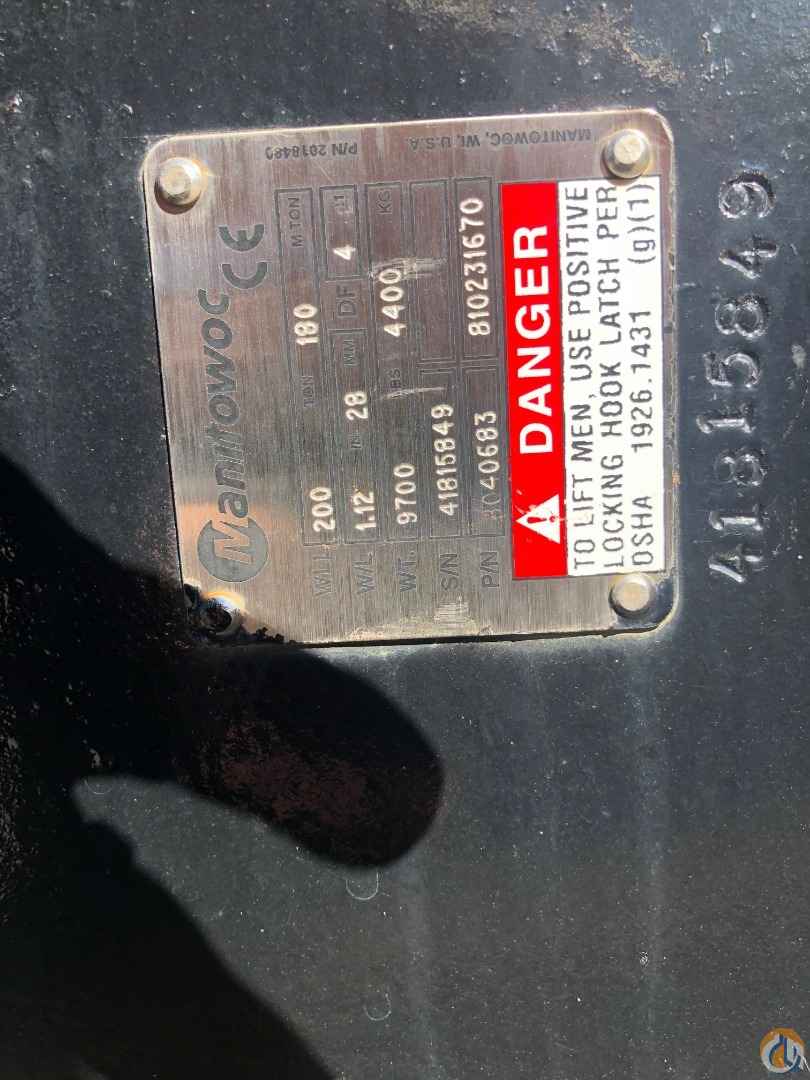 Manitowoc CE
WLL 200 TON 180 M TON
W/L 1.12 IN 28 MM DF 4 :1
WT. 9700 LBS 4400 KG
S/N 41815849
P/N 8040683 810231670
P/N MANITOWOC, WI, U.S.A.
DANGER
TO LIFT MEN, USE POSITIVE
LOCKING HOOK LATCH PER
OSHA 1926.1431 (g)(1)
41815849